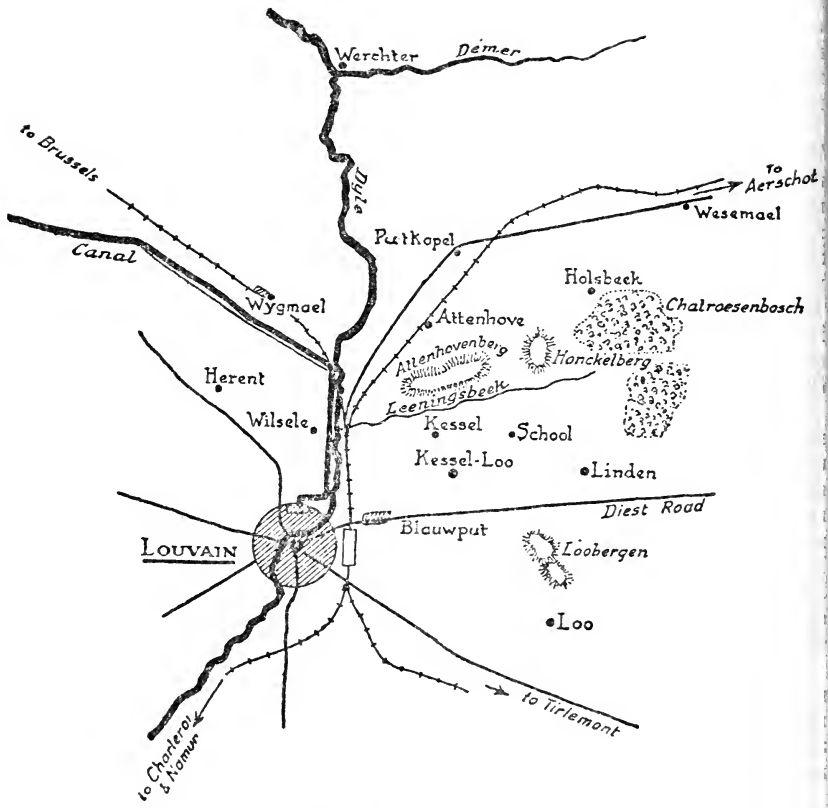 Werchter
Démer
to Brussels
Dyle
To
Aerschot
Wesemael
Canal
Putkapel
Wygmael
Holsbeek
Chatroesenbosch
Attenhove
Attenhovenberg
Honckelberg
Herent
Leeningsbeek
Wilsele
Kessel
School
Kessel-Loo
Linden
Diest Road
Blauwput
LOUVAIN
Loobergen
Loo
to Tirlemont
to Charleroi
& Namur